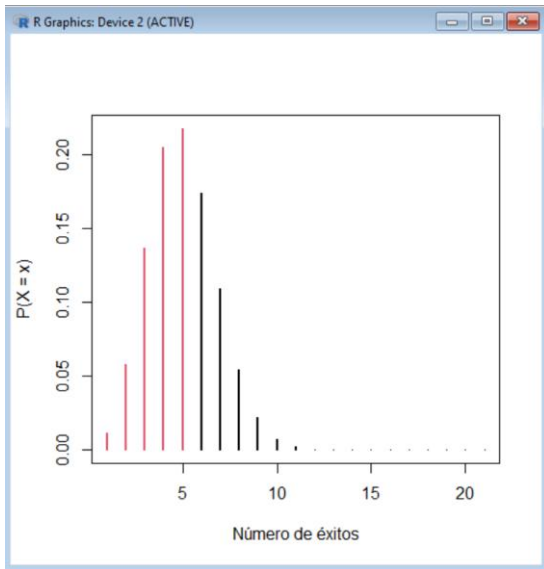 R Graphics: Device 2 (ACTIVE)
0.20
0.15
0.10
0.05
0.00
P(X = x)
5 10 15 20
Número de éxitos